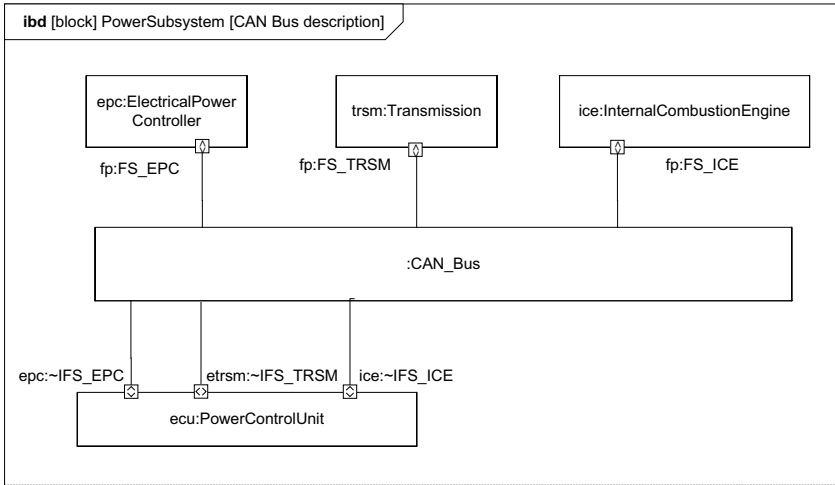 ibd [block] PowerSubsystem [CAN Bus description]
epc:ElectricalPower
Controller
trsm:Transmission
ice:InternalCombustionEngine
fp:FS_EPC
fp:FS_TRSM
fp:FS_ICE
:CAN_Bus
epc:~IFS_EPC
etrsm:~IFS_TRSM
ice:~IFS_ICE
ecu:PowerControlUnit